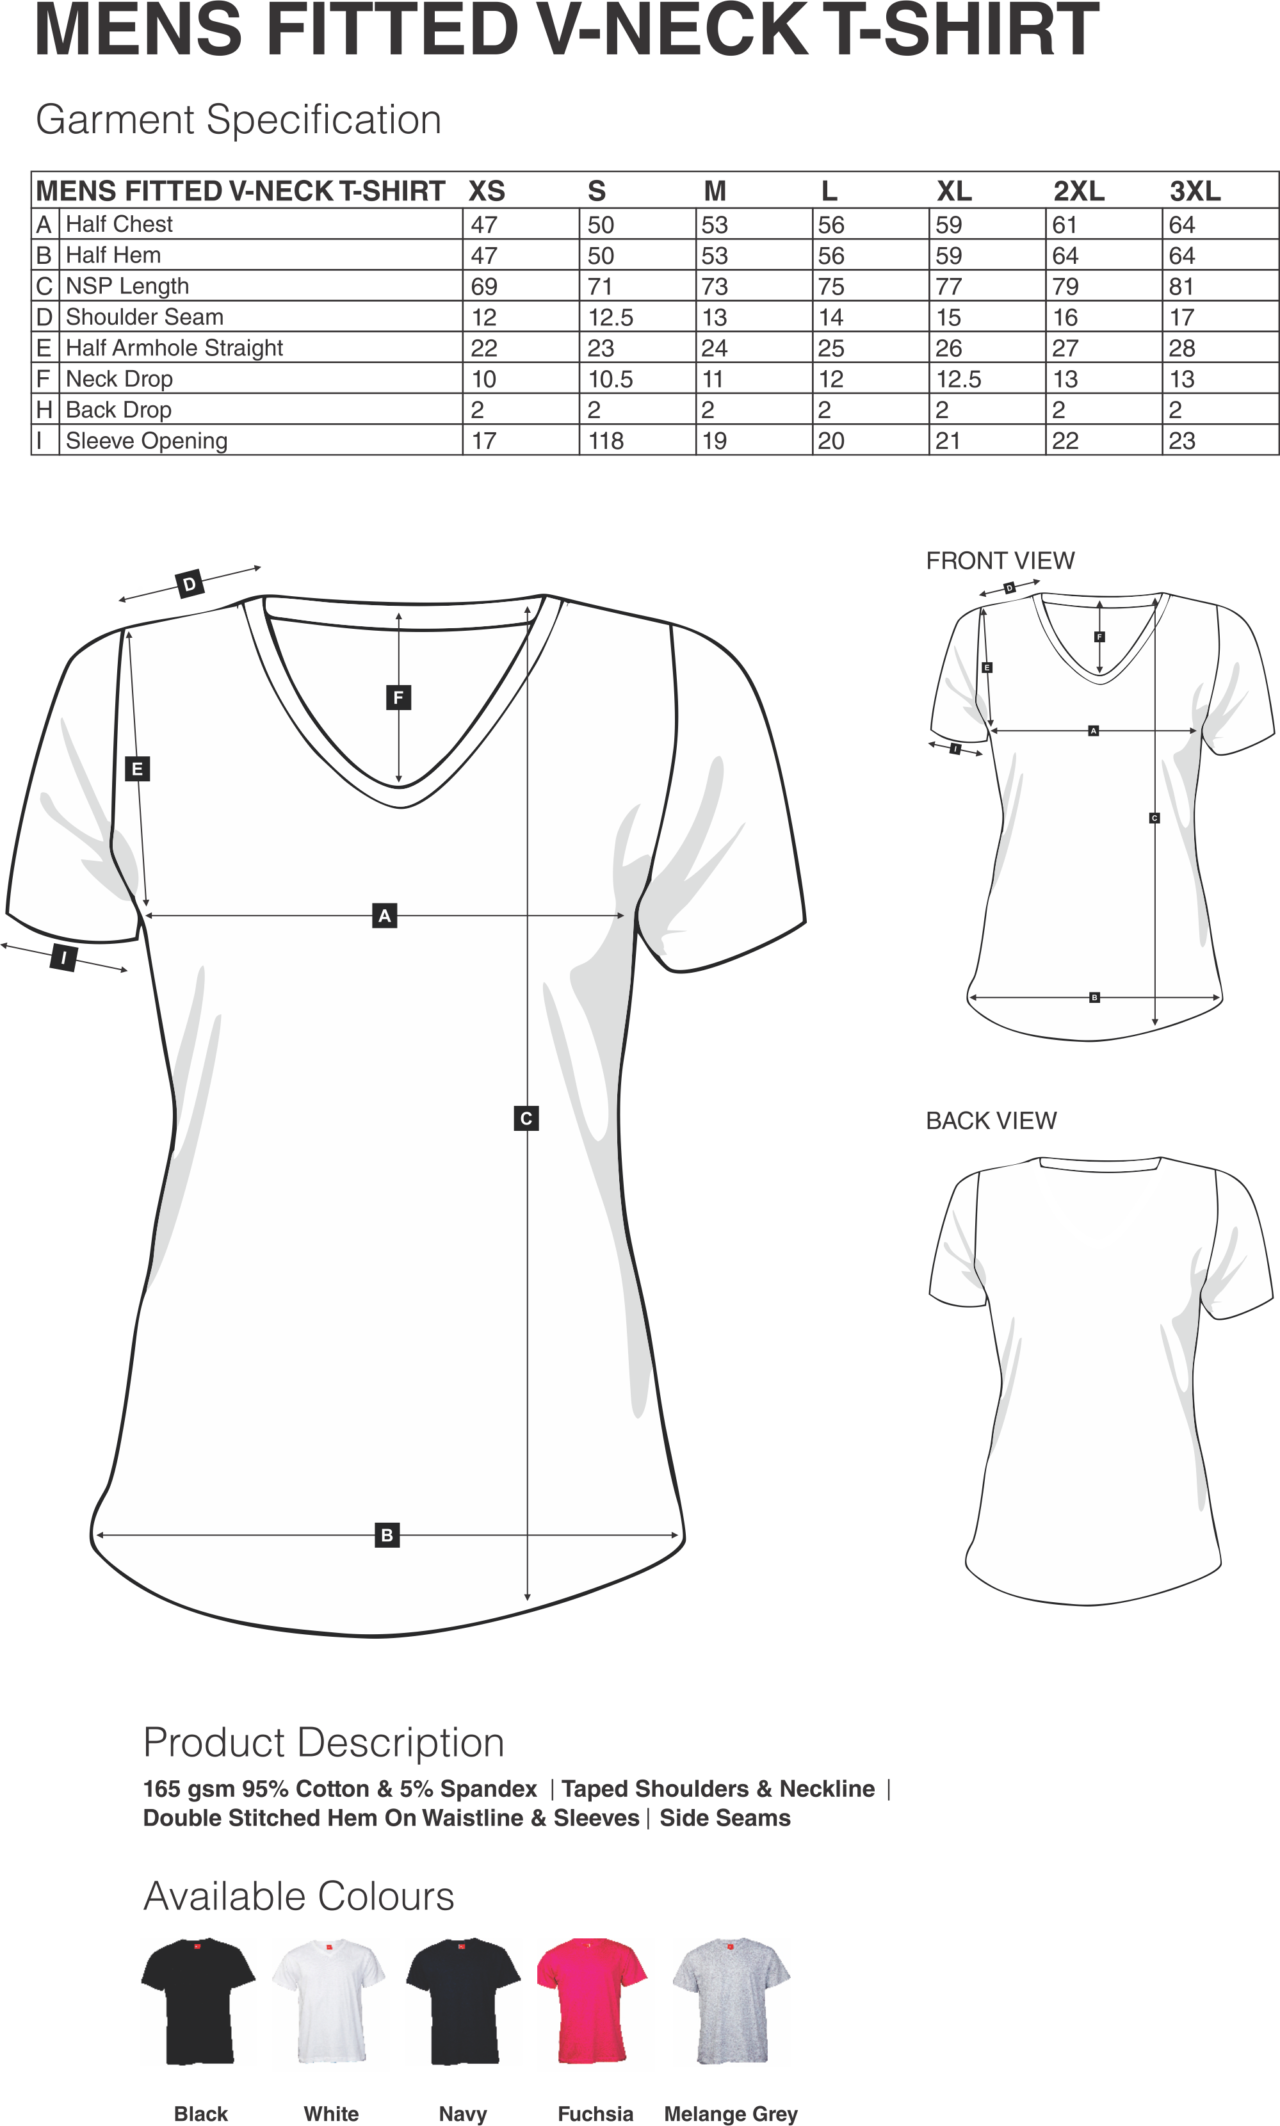 MENS FITTED V-NECK T-SHIRT
Garment Specification
MENS FITTED V-NECK T-SHIRT XS S M L XL 2XL 3XL
A Half Chest 47 50 53 56 59 61 64
B Half Hem 47 50 53 56 59 64 64
C NSP Length 69 71 73 75 77 79 81
D Shoulder Seam 12 12.5 13 14 15 16 17
E Half Armhole Straight 22 23 24 25 26 27 28
F Neck Drop 10 10.5 11 12 12.5 13 13
H Back Drop 2 2 2 2 2 2 2
I Sleeve Opening 17 118 19 20 21 22 23
D
F
E
A
I
C
B
FRONT VIEW
D
F
E
A
I
C
B
BACK VIEW
Product Description
165 gsm 95% Cotton & 5% Spandex | Taped Shoulders & Neckline |
Double Stitched Hem On Waistline & Sleeves | Side Seams
Available Colours
Black White Navy Fuchsia Melange Grey